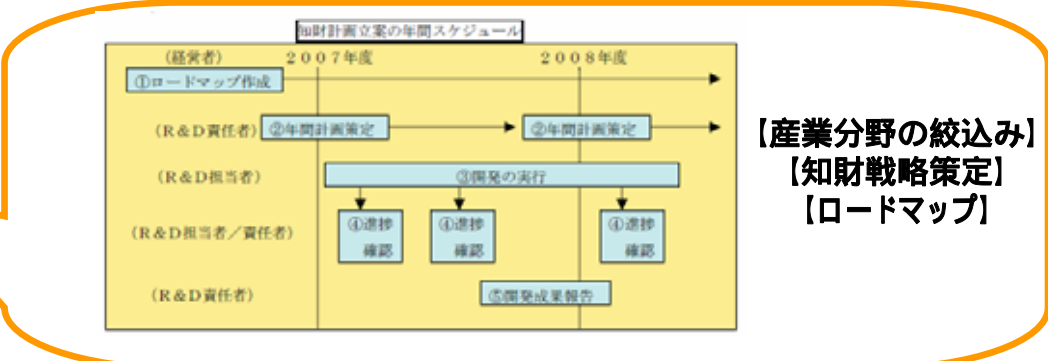 知財計画立案の年間スケジュール
(経営者) 2007年度 2008年度
①ロードマップ作成
(R&D責任者) ②年間計画策定 ②年間計画策定
(R&D担当者) ③開発の実行
(R&D担当者/責任者) ④進捗 ④進捗 ④進捗
確認 確認 確認
(R&D責任者) ⑤開発成果報告
【産業分野の絞込み】
【知財戦略策定】
【ロードマップ】